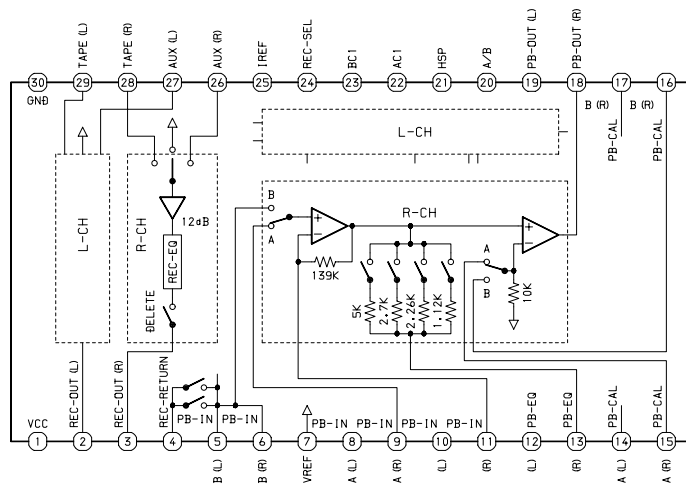 TAPE (L)
TAPE (R)
AUX (L)
AUX (R)
IREF
REC-SEL
BC1
AC1
HSP
A/B
PB-OUT (L)
PB-OUT (R)
30
29
28
27
26
25
24
23
22
21
20
19
18
17
16
GND
B (R)
PB-CAL
B (R)
PB-CAL
L-CH
L-CH
R-CH
12dB
REC-EQ
DELETE
B
A
R-CH
139K
5K
2.7K
2.26K
1.12K
A
B
10K
VCC
REC-OUT (L)
REC-OUT (R)
REC-RETURN
PB-IN
PB-IN
PB-IN
PB-IN
PB-IN
PB-IN
PB-EQ
PB-EQ
PB-CAL
PB-CAL
1
2
3
4
5
6
7
8
9
10
11
12
13
14
15
B (L)
B (R)
VREF
A (L)
A (R)
(L)
(R)
(L)
(R)
A (L)
A (R)